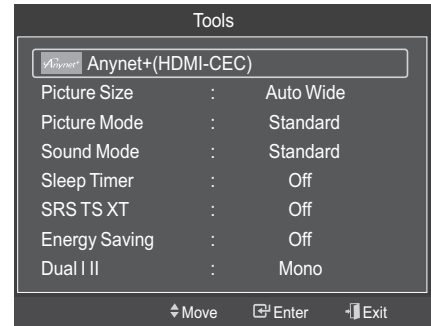 Tools
Anynet+ Anynet+(HDMI-CEC)
Picture Size : Auto Wide
Picture Mode : Standard
Sound Mode : Standard
Sleep Timer : Off
SRS TS XT : Off
Energy Saving : Off
Dual I II : Mono
Move Enter Exit